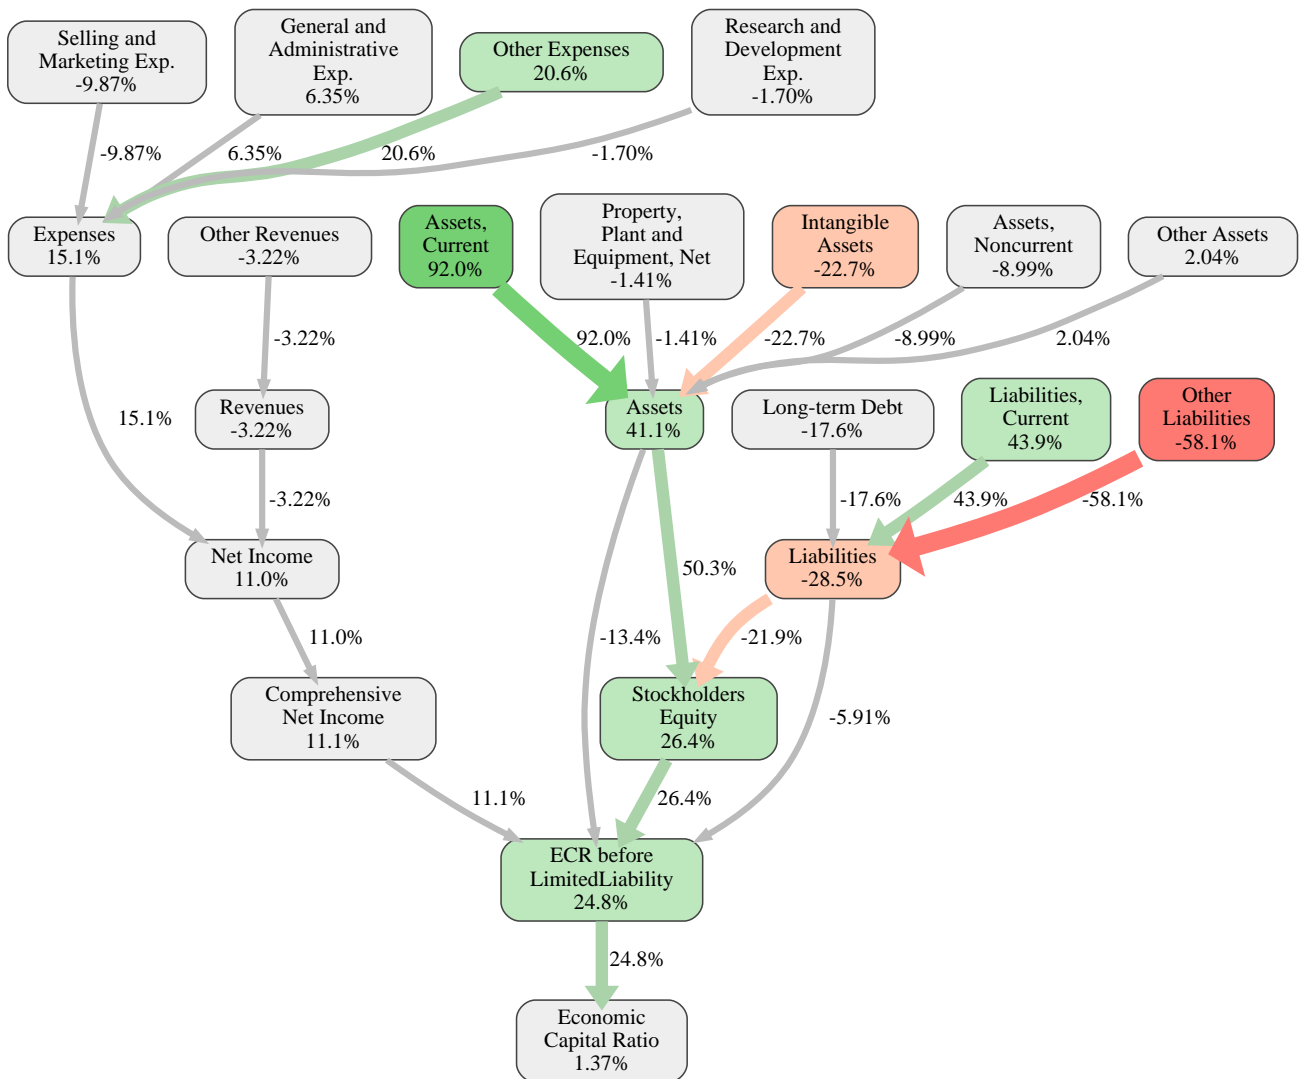 Selling and
Marketing Exp.
-9.87%
General and
Administrative
Exp.
6.35%
Other Expenses
20.6%
Research and
Development
Exp.
-1.70%
-9.87%
6.35%
20.6%
-1.70%
Expenses
15.1%
Other Revenues
-3.22%
Assets,
Current
92.0%
Property,
Plant and
Equipment, Net
-1.41%
Intangible
Assets
-22.7%
Assets,
Noncurrent
-8.99%
Other Assets
2.04%
-3.22%
92.0%
-1.41%
-22.7%
-8.99%
2.04%
15.1%
Revenues
-3.22%
Assets
41.1%
Long-term Debt
-17.6%
Liabilities,
Current
43.9%
Other
Liabilities
-58.1%
-3.22%
-17.6%
43.9%
-58.1%
Net Income
11.0%
50.3%
Liabilities
-28.5%
11.0%
-13.4%
-21.9%
Comprehensive
Net Income
11.1%
Stockholders
Equity
26.4%
-5.91%
11.1%
26.4%
ECR before
LimitedLiability
24.8%
24.8%
Economic
Capital Ratio
1.37%